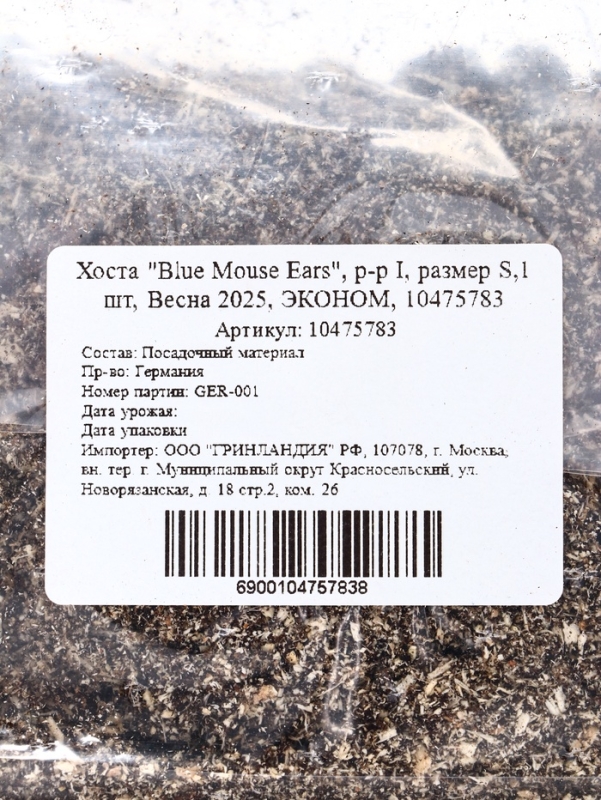 Хоста "Blue Mouse Ears", р-р I, размер S,1
шт, Весна 2025, ЭКОНОМ, 10475783
Артикул: 10475783
Состав: Посадочный материал
Пр-во: Германия
Номер партии: GER-001
Дата урожая:
Дата упаковки
Импортер: ООО "ГРИНЛАНДИЯ" РФ, 107078, г. Москва,
вн. тер. г. Муниципальный округ Красносельский, ул.
Новорязанская, д. 18 стр.2, ком. 26
6900104757838